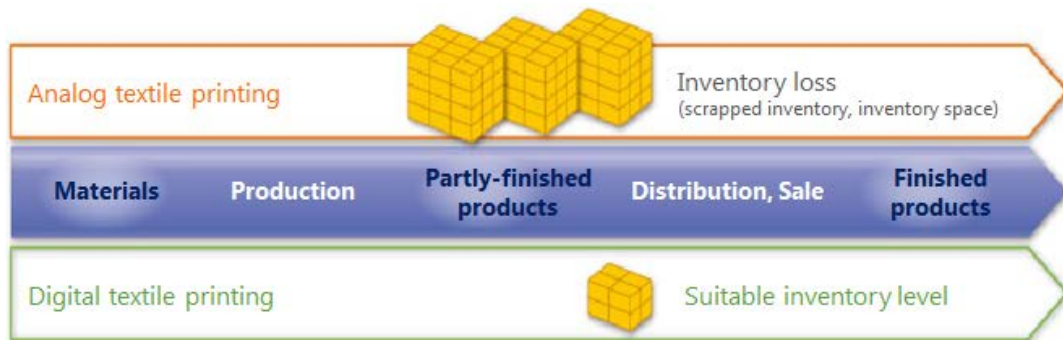 Analog textile printing
Inventory loss
(scrapped inventory, inventory space)
Materials
Production
Partly-finished
products
Distribution, Sale
Finished
products
Digital textile printing
Suitable inventory level